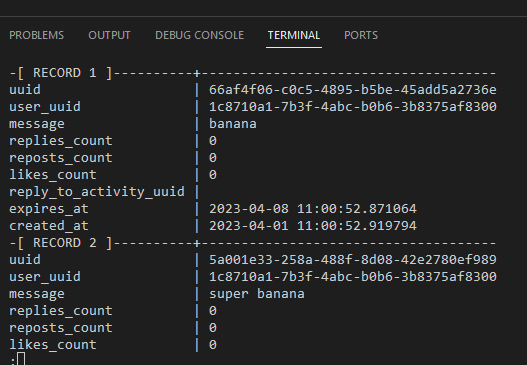 PROBLEMS OUTPUT DEBUG CONSOLE TERMINAL PORTS
-[ RECORD 1 ]----------+-------------------------------------
uuid                   | 66af4f06-c0c5-4895-b5be-45add5a2736e
user_uuid              | 1c8710a1-7b3f-4abc-b0b6-3b8375af8300
message                | banana
replies_count          | 0
reposts_count          | 0
likes_count            | 0
reply_to_activity_uuid |
expires_at             | 2023-04-08 11:00:52.871064
created_at             | 2023-04-01 11:00:52.919794
-[ RECORD 2 ]----------+-------------------------------------
uuid                   | 5a001e33-258a-488f-8d08-42e2780ef989
user_uuid              | 1c8710a1-7b3f-4abc-b0b6-3b8375af8300
message                | super banana
replies_count          | 0
reposts_count          | 0
likes_count            | 0
: